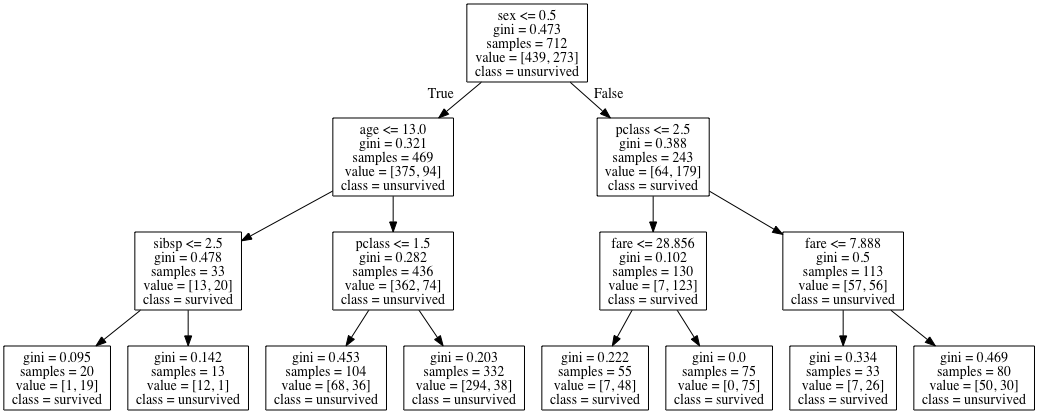 sex <= 0.5
gini = 0.473
samples = 712
value = [439, 273]
class = unsurvived
True
False
age <= 13.0
gini = 0.321
samples = 469
value = [375, 94]
class = unsurvived
pclass <= 2.5
gini = 0.388
samples = 243
value = [64, 179]
class = survived
sibsp <= 2.5
gini = 0.478
samples = 33
value = [13, 20]
class = survived
pclass <= 1.5
gini = 0.282
samples = 436
value = [362, 74]
class = unsurvived
fare <= 28.856
gini = 0.102
samples = 130
value = [7, 123]
class = survived
fare <= 7.888
gini = 0.5
samples = 113
value = [57, 56]
class = unsurvived
gini = 0.095
samples = 20
value = [1, 19]
class = survived
gini = 0.142
samples = 13
value = [12, 1]
class = unsurvived
gini = 0.453
samples = 104
value = [68, 36]
class = unsurvived
gini = 0.203
samples = 332
value = [294, 38]
class = unsurvived
gini = 0.222
samples = 55
value = [7, 48]
class = survived
gini = 0.0
samples = 75
value = [0, 75]
class = survived
gini = 0.334
samples = 33
value = [7, 26]
class = survived
gini = 0.469
samples = 80
value = [50, 30]
class = unsurvived